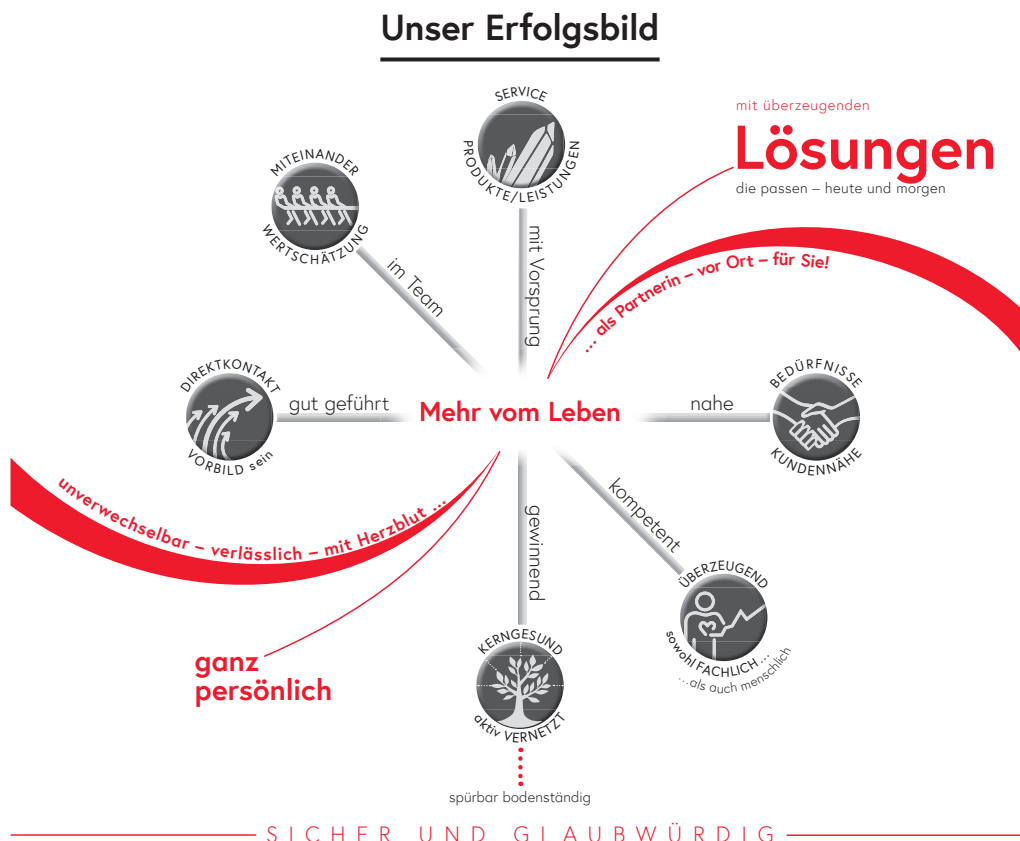 Unser Erfolgsbild
SERVICE
PRODUKTE/LEISTUNGEN
mit Vorsprung
mit überzeugenden
Lösungen
die passen – heute und morgen
MITEINANDER
WERTSCHÄTZUNG
im Team
... als Partnerin – vor Ort – für Sie!
DIREKTKONTAKT
VORBILD sein
gut geführt
Mehr vom Leben
nahe
BEDÜRFNISSE
KUNDENNÄHE
unverwechselbar – verlässlich – mit Herzblut ...
gewinnend
kompetent
ÜBERZEUGEND
sowohl FACHLICH ...
...als auch menschlich
ganz
persönlich
KERNGESUND
aktiv VERNETZT
spürbar bodenständig
SICHER UND GLAUBWÜRDIG